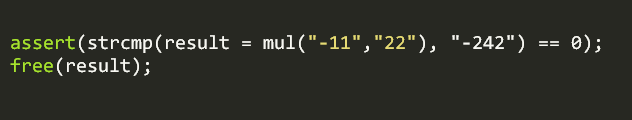 assert(strcmp(result = mul("-11","22"), "-242") == 0);
free(result);